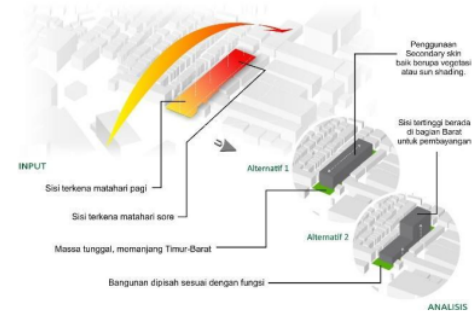 Penggunaan
Secondary skin
baik berupa vegetasi
atau sun shading.
Sisi tertinggi berada
di bagian Barat
untuk pembayangan
INPUT
Alternatif 1
Sisi terkena matahari pagi
Sisi terkena matahari sore
Alternatif 2
Massa tunggal, momanjang Timur-Barat
Bangunan dipisah sesuai dengan fungsi
ANALISIS